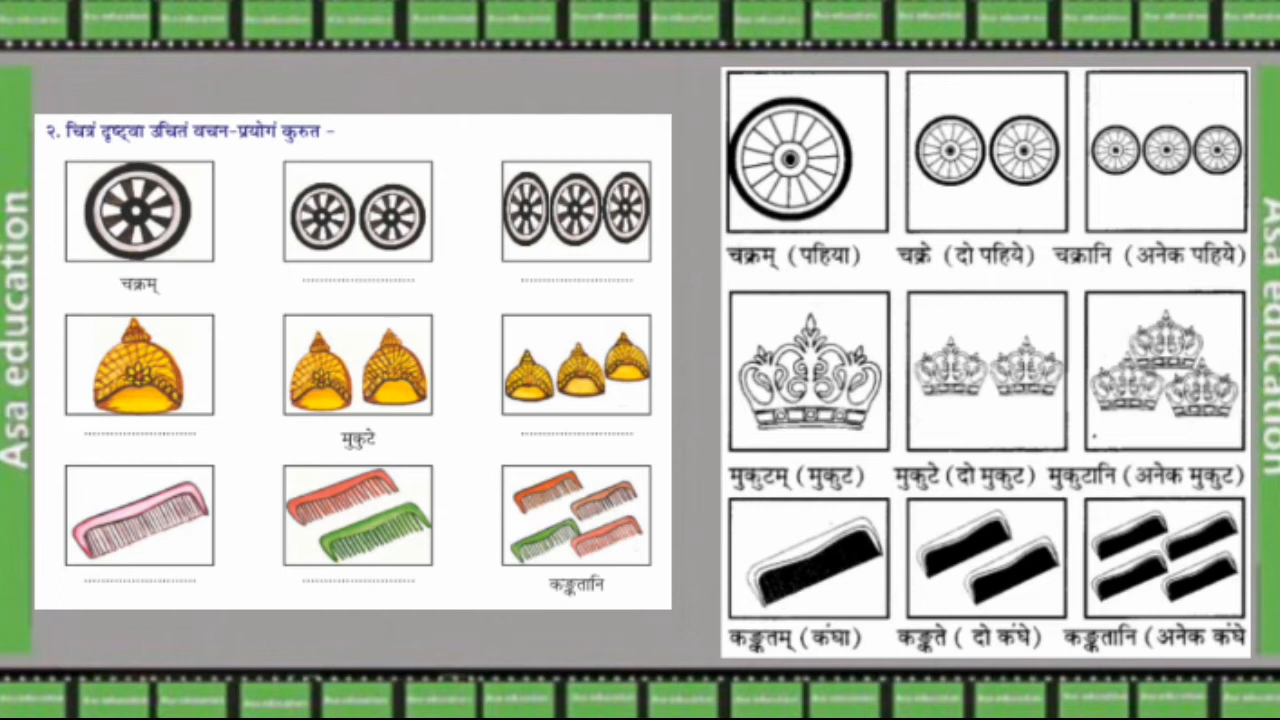 Asa education
२. चित्रं दृष्ट्वा उचितं वचन-प्रयोगं कुरुत -
चक्रम्
मुकुटे
कङ्कतानि
चक्रम् (पहिया) चक्रे (दो पहिये) चक्रानि (अनेक पहिये)
मुकुटम् (मुकुट) मुकुटे (दो मुकुट) मुकुटानि (अनेक मुकुट)
कङ्कतम् (कंघा) कङ्कते ( दो कंघे) कङ्कतानि (अनेक कंघे
Asa education